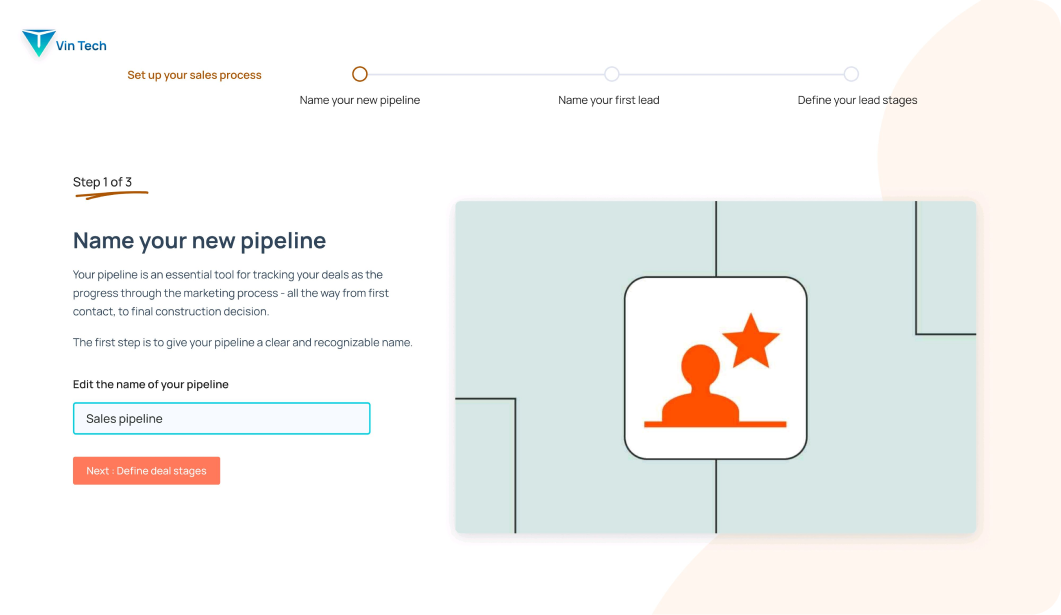 Vin Tech
Set up your sales process
Name your new pipeline
Name your first lead
Define your lead stages
Step 1 of 3
Name your new pipeline
Your pipeline is an essential tool for tracking your deals as the
progress through the marketing process - all the way from first
contact, to final construction decision.
The first step is to give your pipeline a clear and recognizable name.
Edit the name of your pipeline
Sales pipeline
Next : Define deal stages